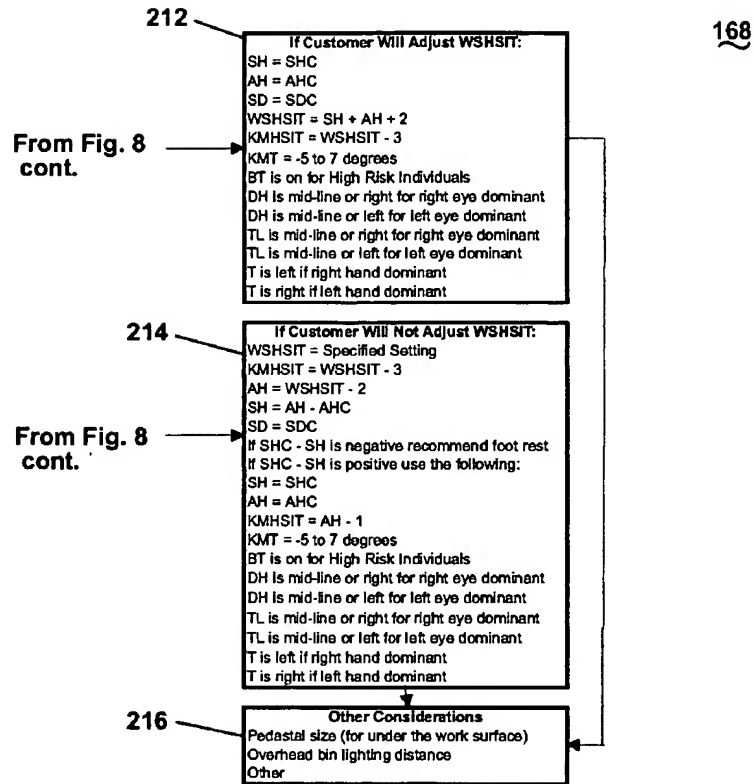 212
168
If Customer Will Adjust WSHSIT:
SH = SHC
AH = AHC
SD = SDC
WSHSIT = SH + AH + 2
KMHSIT = WSHSIT - 3
KMT = -5 to 7 degrees
BT is on for High Risk Individuals
DH is mid-line or right for right eye dominant
DH is mid-line or left for left eye dominant
TL is mid-line or right for right eye dominant
TL is mid-line or left for left eye dominant
T is left if right hand dominant
T is right if left hand dominant
From Fig. 8
cont.
214
If Customer Will Not Adjust WSHSIT:
WSHSIT = Specified Setting
KMHSIT = WSHSIT - 3
AH = WSHSIT - 2
SH = AH - AHC
SD = SDC
If SHC - SH is negative recommend foot rest
If SHC - SH is positive use the following:
SH = SHC
AH = AHC
KMHSIT = AH - 1
KMT = -5 to 7 degrees
BT is on for High Risk Individuals
DH is mid-line or right for right eye dominant
DH is mid-line or left for left eye dominant
TL is mid-line or right for right eye dominant
TL is mid-line or left for left eye dominant
T is left if right hand dominant
T is right if left hand dominant
From Fig. 8
cont.
216
Other Considerations
Pedastal size (for under the work surface)
Overhead bin lighting distance
Other